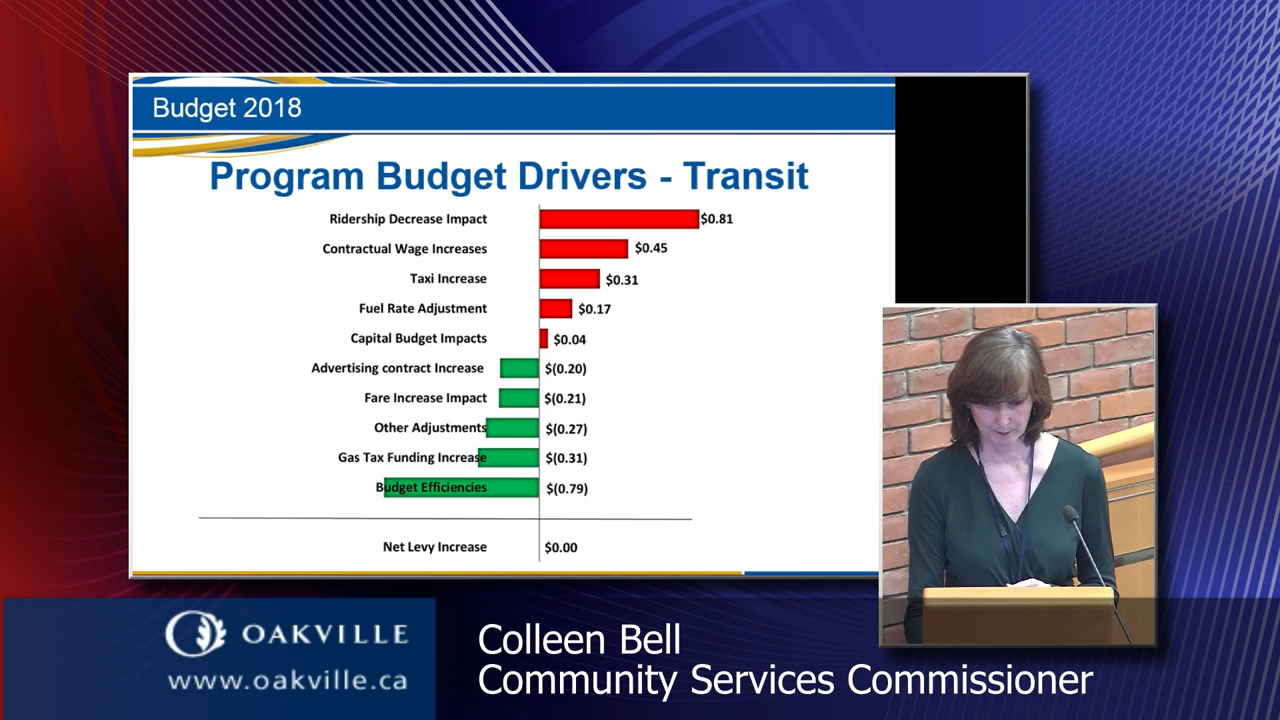 Budget 2018
Program Budget Drivers - Transit
Ridership Decrease Impact $0.81
Contractual Wage Increases $0.45
Taxi Increase $0.31
Fuel Rate Adjustment $0.17
Capital Budget Impacts $0.04
Advertising contract Increase $(0.20)
Fare Increase Impact $(0.21)
Other Adjustments $(0.27)
Gas Tax Funding Increase $(0.31)
Budget Efficiencies $(0.79)
Net Levy Increase $0.00
OAKVILLE
www.oakville.ca
Colleen Bell
Community Services Commissioner